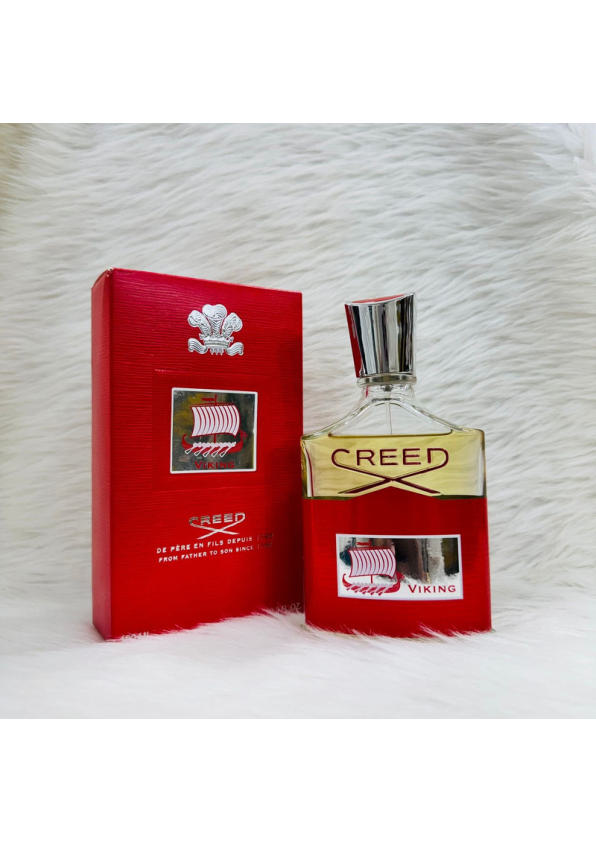 VIKING
CREED
DE PÈRE EN FILS DEPUIS
FROM FATHER TO SON SINCE
CREED
VIKING